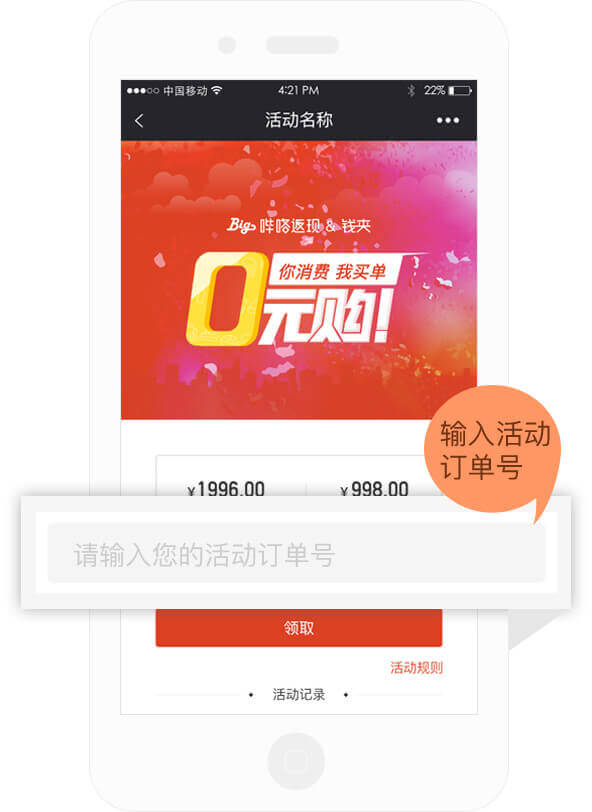 中国移动 4:21 PM 22%
活动名称
Big 哔嗒返现 & 钱夹
你消费 我买单
0元购!
输入活动
订单号
¥1996.00 ¥998.00
请输入您的活动订单号
领取
活动规则
活动记录